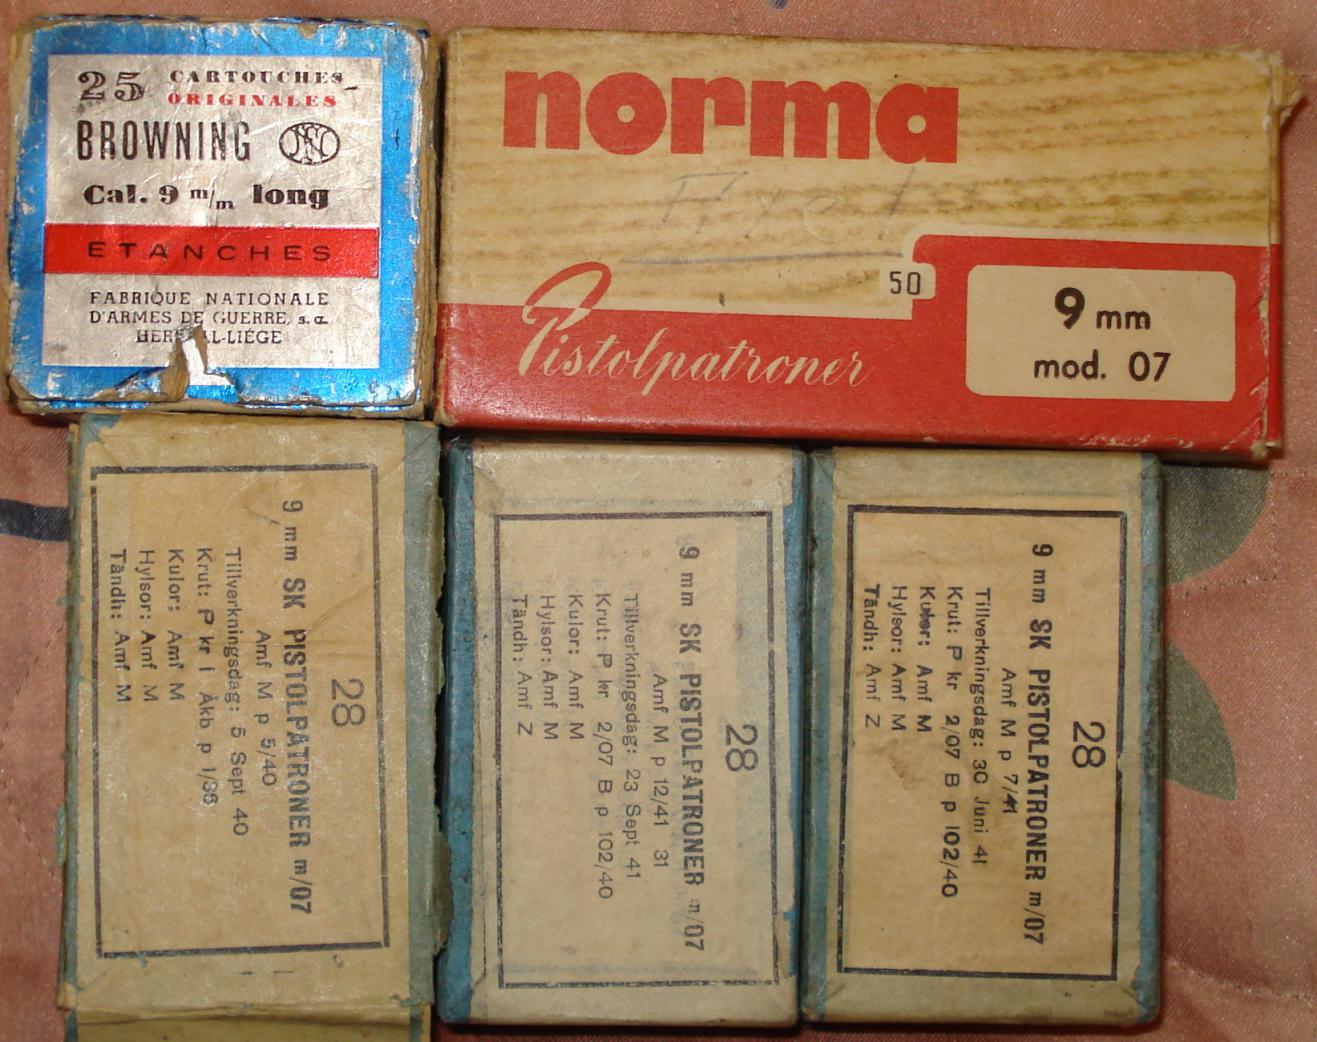 25 CARTOUCHES
ORIGINALES
BROWNING FN
Cal. 9 m/m long
ETANCHES
FABRIQUE NATIONALE
D'ARMES DE GUERRE, s.a.
HERSTAL-LIÉGE
norma
50
Pistolpatroner
9 mm
mod. 07
28
9 mm SK PISTOLPATRONER m/07
Amf M p 5/40
Tillverkningsdag: 5 Sept 40
Krut: P kr 1 Åkb p 1/36
Kulor: Amf M
Hylsor: Amf M
Tändh: Amf M
28
9 mm SK PISTOLPATRONER m/07
Amf M p 12/41 31
Tillverkningsdag: 23 Sept 41
Krut: P kr 2/07 B p 102/40
Kulor: Amf M
Hylsor: Amf M
Tändh: Amf Z
28
9 mm SK PISTOLPATRONER m/07
Amf M p 7/41
Tillverkningsdag: 30 Juni 41
Krut: P kr 2/07 B p 102/40
Kulor: Amf M
Hylsor: Amf M
Tändh: Amf Z